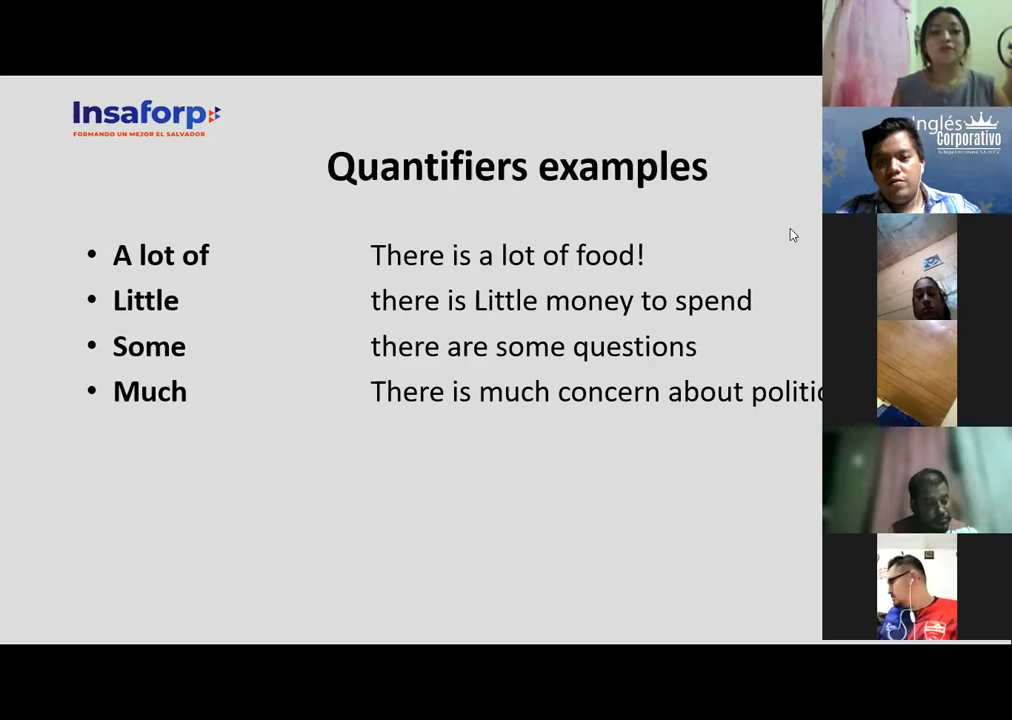 Insaforp
FORMANDO UN MEJOR EL SALVADOR
Quantifiers examples
• A lot of There is a lot of food!
• Little there is Little money to spend
• Some there are some questions
• Much There is much concern about politic
Inglés
Corporativo